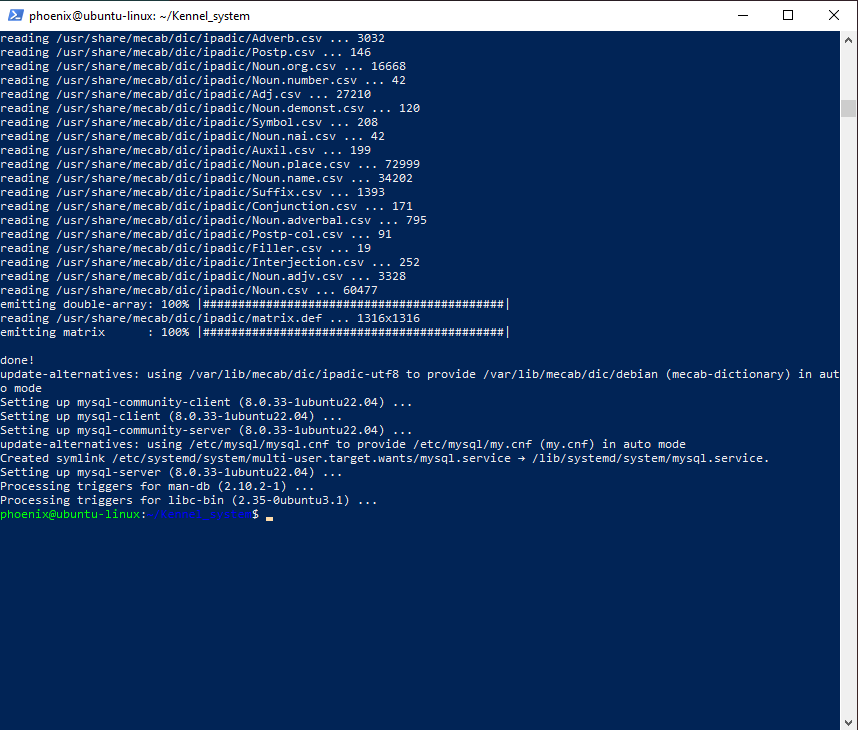 phoenix@ubuntu-linux: ~/Kennel_system
reading /usr/share/mecab/dic/ipadic/Adverb.csv ... 3032
reading /usr/share/mecab/dic/ipadic/Postp.csv ... 146
reading /usr/share/mecab/dic/ipadic/Noun.org.csv ... 16668
reading /usr/share/mecab/dic/ipadic/Noun.number.csv ... 42
reading /usr/share/mecab/dic/ipadic/Adj.csv ... 27210
reading /usr/share/mecab/dic/ipadic/Noun.demonst.csv ... 120
reading /usr/share/mecab/dic/ipadic/Symbol.csv ... 208
reading /usr/share/mecab/dic/ipadic/Noun.nai.csv ... 42
reading /usr/share/mecab/dic/ipadic/Auxil.csv ... 199
reading /usr/share/mecab/dic/ipadic/Noun.place.csv ... 72999
reading /usr/share/mecab/dic/ipadic/Noun.name.csv ... 34202
reading /usr/share/mecab/dic/ipadic/Suffix.csv ... 1393
reading /usr/share/mecab/dic/ipadic/Conjunction.csv ... 171
reading /usr/share/mecab/dic/ipadic/Noun.adverbal.csv ... 795
reading /usr/share/mecab/dic/ipadic/Postp-col.csv ... 91
reading /usr/share/mecab/dic/ipadic/Filler.csv ... 19
reading /usr/share/mecab/dic/ipadic/Interjection.csv ... 252
reading /usr/share/mecab/dic/ipadic/Noun.adjv.csv ... 3328
reading /usr/share/mecab/dic/ipadic/Noun.csv ... 60477
emitting double-array: 100% |###########################################|
reading /usr/share/mecab/dic/ipadic/matrix.def ... 1316x1316
emitting matrix      : 100% |###########################################|
done!
update-alternatives: using /var/lib/mecab/dic/ipadic-utf8 to provide /var/lib/mecab/dic/debian (mecab-dictionary) in aut
o mode
Setting up mysql-community-client (8.0.33-1ubuntu22.04) ...
Setting up mysql-client (8.0.33-1ubuntu22.04) ...
Setting up mysql-community-server (8.0.33-1ubuntu22.04) ...
update-alternatives: using /etc/mysql/mysql.cnf to provide /etc/mysql/my.cnf (my.cnf) in auto mode
Created symlink /etc/systemd/system/multi-user.target.wants/mysql.service → /lib/systemd/system/mysql.service.
Setting up mysql-server (8.0.33-1ubuntu22.04) ...
Processing triggers for man-db (2.10.2-1) ...
Processing triggers for libc-bin (2.35-0ubuntu3.1) ...
phoenix@ubuntu-linux:~/Kennel_system$